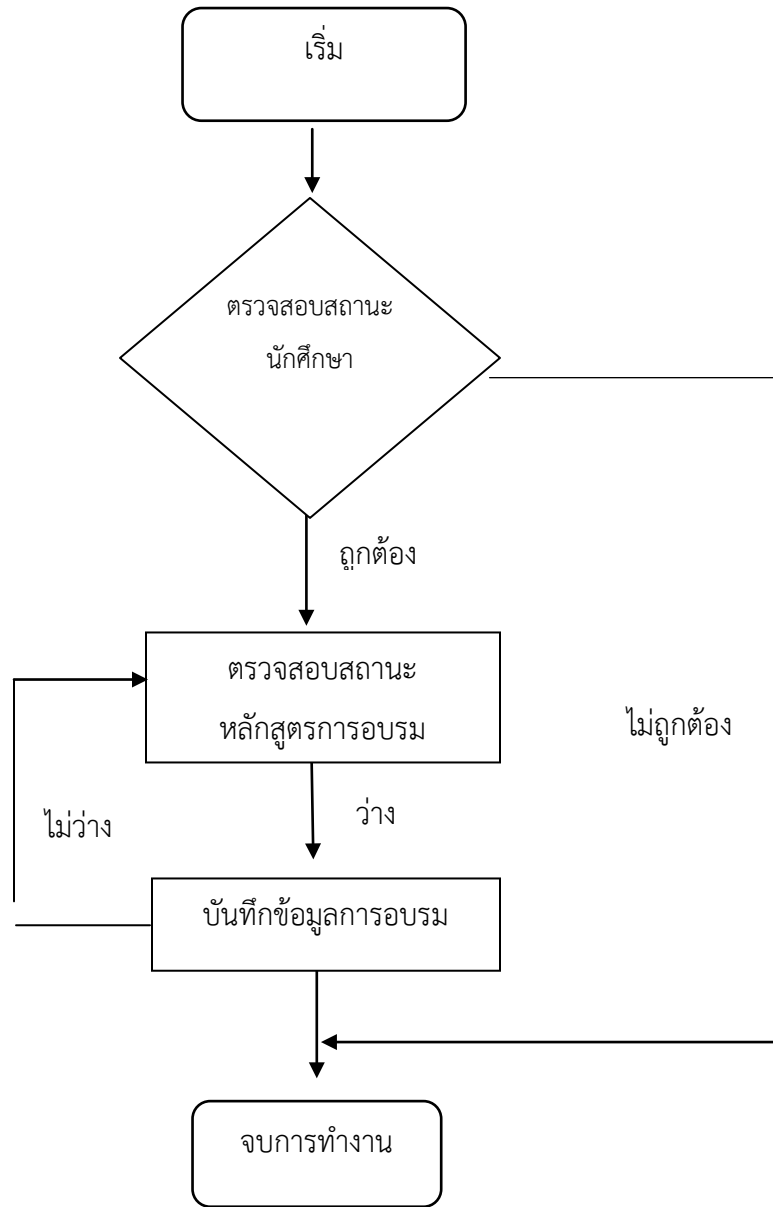 เริ่ม
ตรวจสอบสถานะ
นักศึกษา
ถูกต้อง
ตรวจสอบสถานะ
หลักสูตรการอบรม
ไม่ถูกต้อง
ไม่ว่าง
ว่าง
บันทึกข้อมูลการอบรม
จบการทำงาน